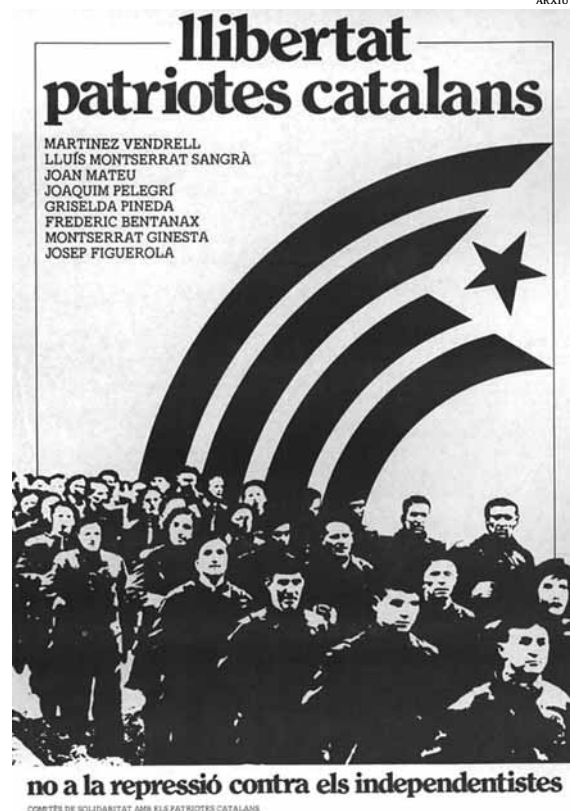 ARXIU
llibertat
patriotes catalans
MARTINEZ VENDRELL
LLUÍS MONTSERRAT SANGRÀ
JOAN MATEU
JOAQUIM PELEGRÍ
GRISELDA PINEDA
FREDERIC BENTANAX
MONTSERRAT GINESTA
JOSEP FIGUEROLA
no a la repressió contra els independentistes
COMITÈS DE SOLIDARITAT AMB ELS PATRIOTES CATALANS